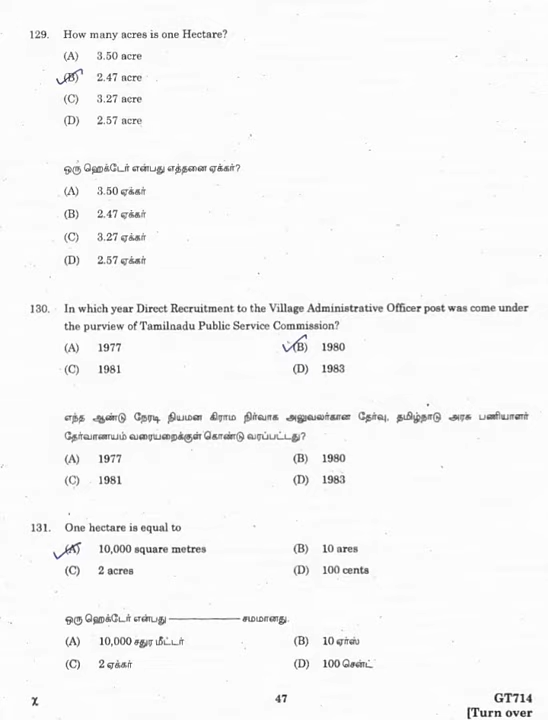 129. How many acres is one Hectare?
(A) 3.50 acre
(B) 2.47 acre
(C) 3.27 acre
(D) 2.57 acre
ஒரு ஹெக்டேர் என்பது எத்தனை ஏக்கர்?
(A) 3.50 ஏக்கர்
(B) 2.47 ஏக்கர்
(C) 3.27 ஏக்கர்
(D) 2.57 ஏக்கர்
130. In which year Direct Recruitment to the Village Administrative Officer post was come under
the purview of Tamilnadu Public Service Commission?
(A) 1977 (B) 1980
(C) 1981 (D) 1983
எந்த ஆண்டு நேரடி நியமன கிராம நிர்வாக அலுவலர்கான தேர்வு, தமிழ்நாடு அரசு பணியாளர்
தேர்வாணயம் வரையறைக்குள் கொண்டு வரப்பட்டது?
(A) 1977 (B) 1980
(C) 1981 (D) 1983
131. One hectare is equal to
(A) 10,000 square metres (B) 10 ares
(C) 2 acres (D) 100 cents
ஒரு ஹெக்டேர் என்பது ———— சமமானது.
(A) 10,000 சதுர மீட்டர் (B) 10 ஏர்ஸ்
(C) 2 ஏக்கர் (D) 100 சென்ட்
χ 47 GT714
[Turn over